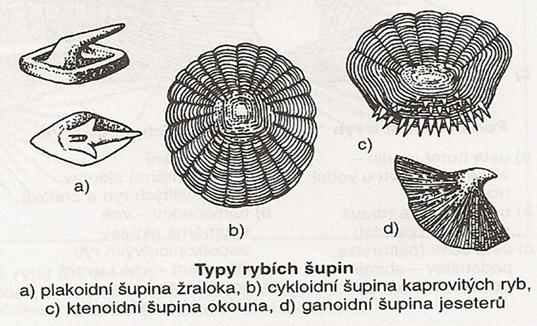 a)
b)
c)
d)
Typy rybích šupin
a) plakoidní šupina žraloka, b) cykloidní šupina kaprovitých ryb,
c) ktenoidní šupina okouna, d) ganoidní šupina jeseterů